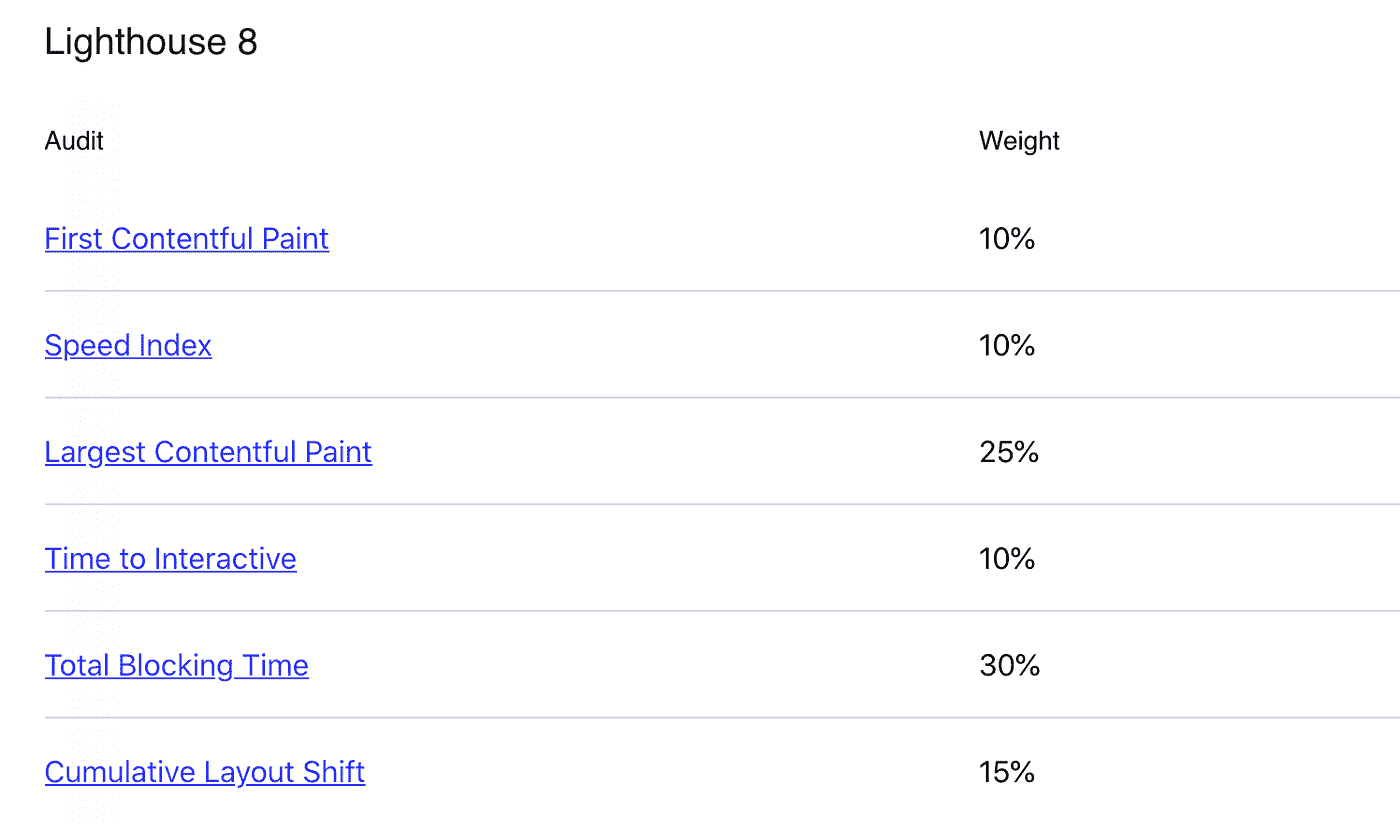 Lighthouse 8
Audit Weight
First Contentful Paint 10%
Speed Index 10%
Largest Contentful Paint 25%
Time to Interactive 10%
Total Blocking Time 30%
Cumulative Layout Shift 15%